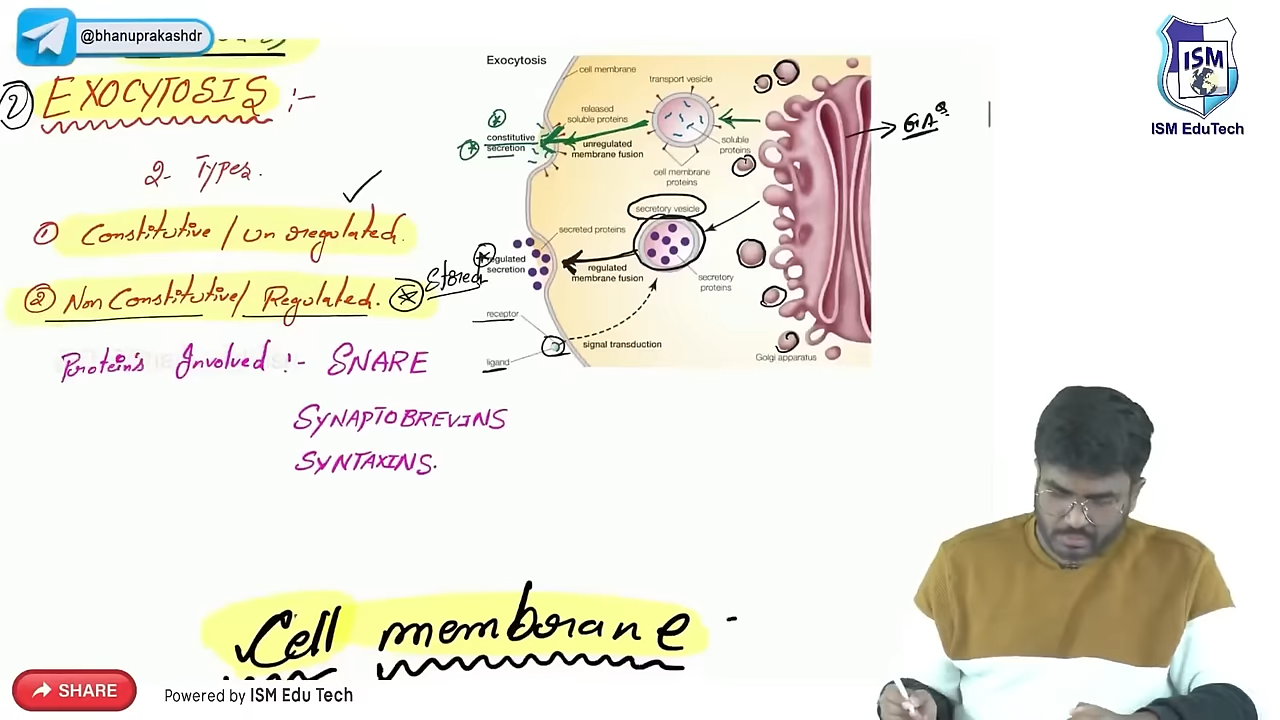 @bhanuprakashdr
2) EXOCYTOSIS :-
2- Types.
① Constitutive / un regulated.
② Non Constitutive / Regulated.
Stored
Proteins Involved :- SNARE
SYNAPTOBREVINS
SYNTAXINS.
Cell membrane -
Exocytosis
cell membrane
transport vesicle
released
soluble proteins
constitutive
secretion
unregulated
membrane fusion
soluble
proteins
cell membrane
proteins
secretory vesicle
secreted proteins
regulated
secretion
regulated
membrane fusion
secretory
proteins
receptor
signal transduction
ligand
Golgi apparatus
ISM
ISM EduTech
SHARE
Powered by ISM Edu Tech